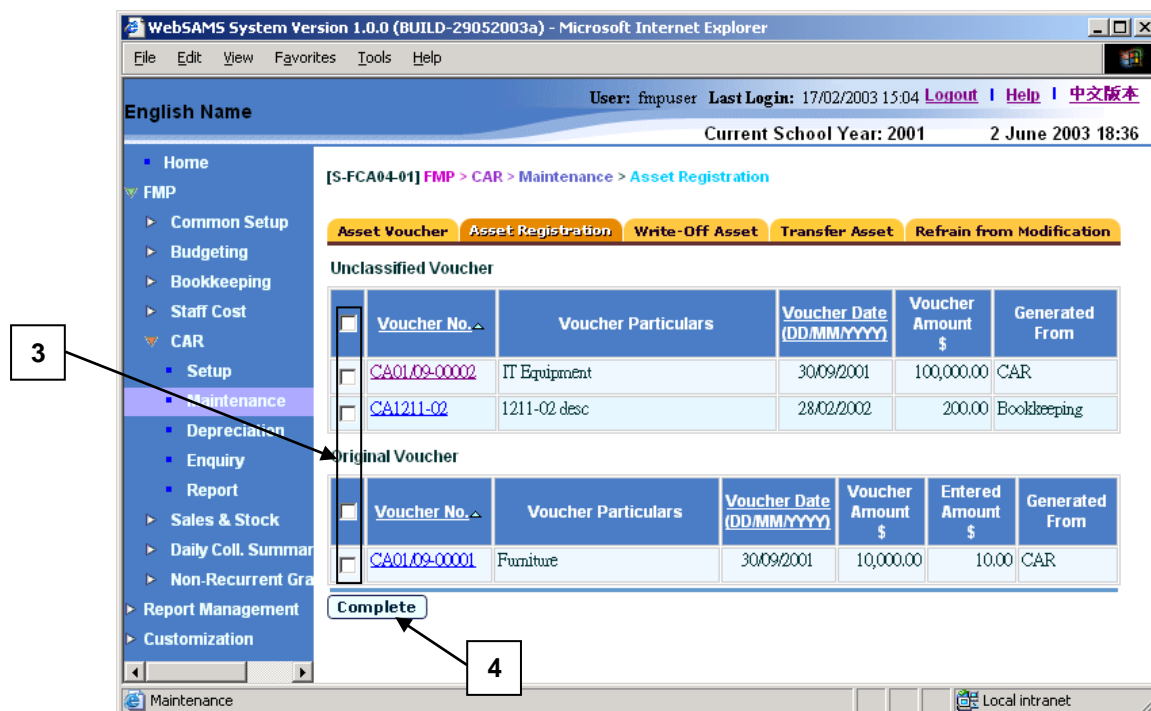 WebSAMS System Version 1.0.0 (BUILD-29052003a) - Microsoft Internet Explorer
File Edit View Favorites Tools Help
English Name
User: fmpuser Last Login: 17/02/2003 15:04 Logout | Help | 中文版本
Current School Year: 2001 2 June 2003 18:36
Home
FMP
Common Setup
Budgeting
Bookkeeping
Staff Cost
CAR
Setup
Maintenance
Depreciation
Enquiry
Report
Sales & Stock
Daily Coll. Summar
Non-Recurrent Gra
Report Management
Customization
[S-FCA04-01] FMP > CAR > Maintenance > Asset Registration
Asset Voucher Asset Registration Write-Off Asset Transfer Asset Refrain from Modification
Unclassified Voucher
Voucher No. Voucher Particulars Voucher Date (DD/MM/YYYY) Voucher Amount $ Generated From
CA01/09-00002 IT Equipment 30/09/2001 100,000.00 CAR
CA1211-02 1211-02 desc 28/02/2002 200.00 Bookkeeping
Original Voucher
Voucher No. Voucher Particulars Voucher Date (DD/MM/YYYY) Voucher Amount $ Entered Amount $ Generated From
CA01/09-00001 Furniture 30/09/2001 10,000.00 10.00 CAR
Complete
3
4
Maintenance
Local intranet